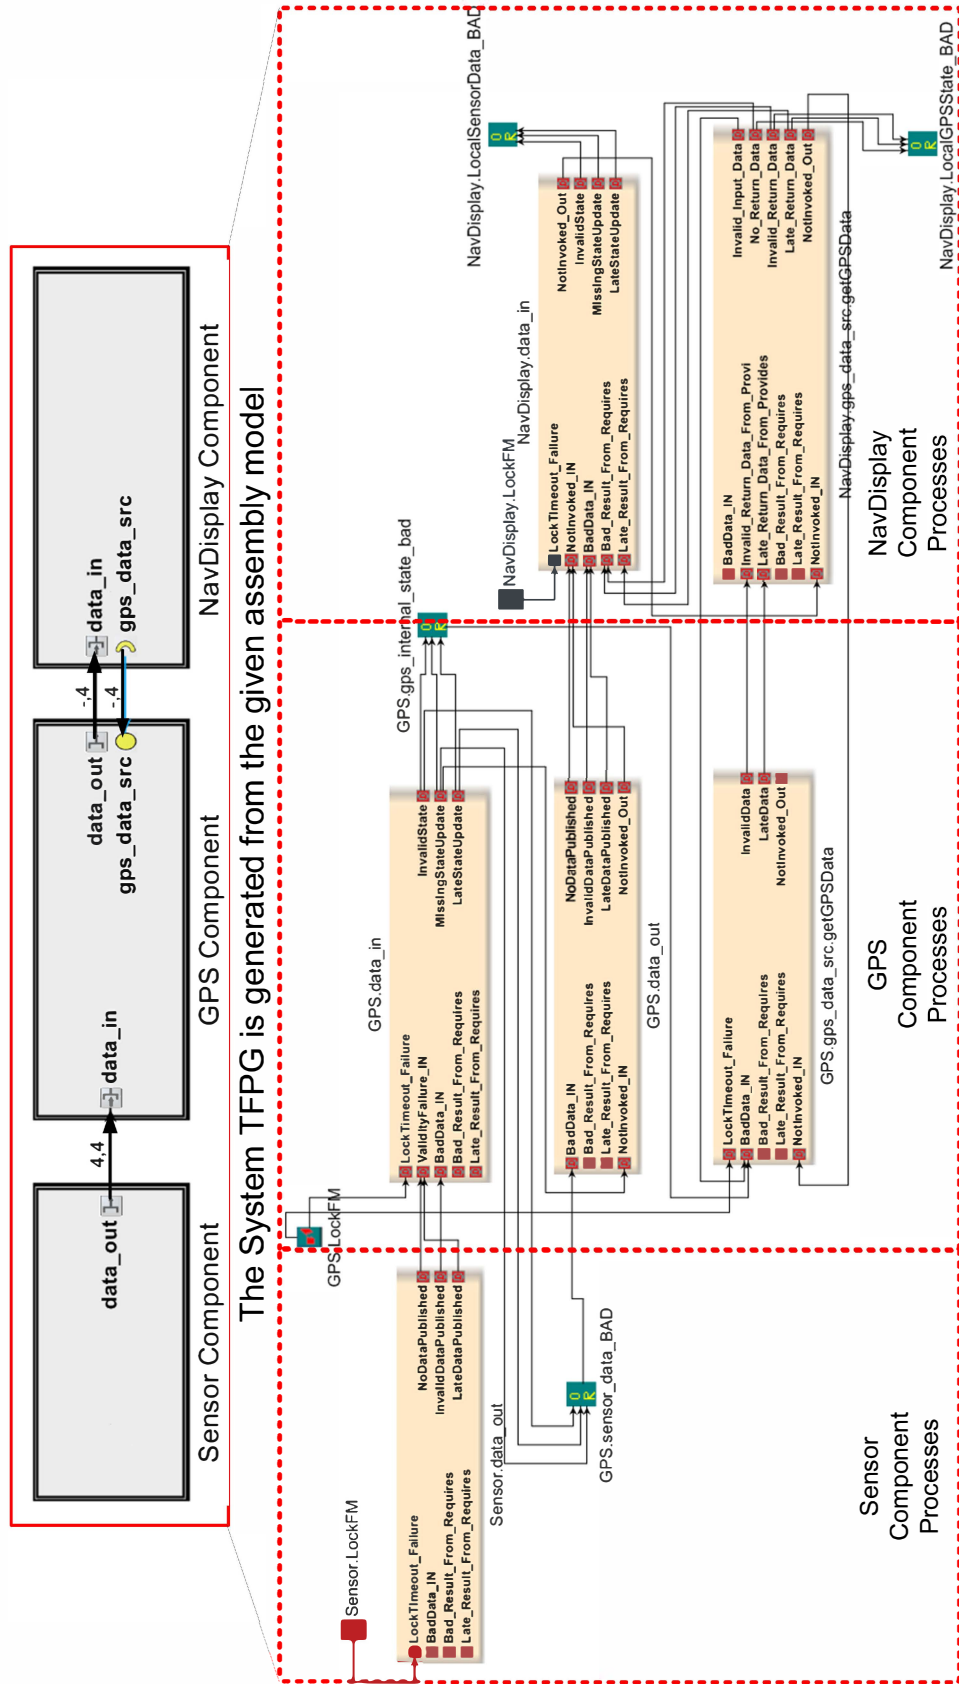 data_out
4,4
data_in
data_out
gps_data_src
-,4
-,4
data_in
gps_data_src
Sensor Component
GPS Component
NavDisplay Component
The System TFPG is generated from the given assembly model
Sensor.LockFM
LockTimeout_Failure
BadData_IN
Bad_Result_From_Requires
Late_Result_From_Requires
NoDataPublished
InvalidDataPublished
LateDataPublished
Sensor.data_out
GPS.sensor_data_BAD
O
R
Sensor
Component
Processes
GPS.LockFM
GPS.data_in
LockTimeout_Failure
ValidityFailure_IN
BadData_IN
Bad_Result_From_Requires
Late_Result_From_Requires
InvalidState
MissingStateUpdate
LateStateUpdate
GPS.gps_internal_state_bad
O
R
BadData_IN
Bad_Result_From_Requires
Late_Result_From_Requires
NotInvoked_IN
NoDataPublished
InvalidDataPublished
LateDataPublished
NotInvoked_Out
GPS.data_out
LockTimeout_Failure
BadData_IN
Bad_Result_From_Requires
Late_Result_From_Requires
NotInvoked_IN
InvalidData
LateData
NotInvoked_Out
GPS.gps_data_src.getGPSData
GPS
Component
Processes
NavDisplay.LockFM
NavDisplay.data_in
LockTimeout_Failure
NotInvoked_IN
BadData_IN
Bad_Result_From_Requires
Late_Result_From_Requires
NotInvoked_Out
InvalidState
MissingStateUpdate
LateStateUpdate
NavDisplay.LocalSensorData_BAD
O
R
BadData_IN
Invalid_Return_Data_From_Provi
Late_Return_Data_From_Provides
Bad_Result_From_Requires
Late_Result_From_Requires
NotInvoked_IN
Invalid_Input_Data
No_Return_Data
Invalid_Return_Data
Late_Return_Data
NotInvoked_Out
NavDisplay.gps_data_src.getGPSData
NavDisplay.LocalGPSState_BAD
O
R
NavDisplay
Component
Processes